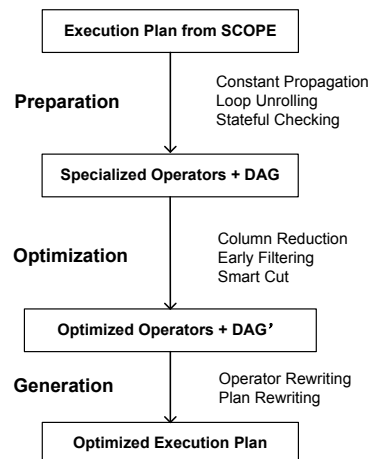 Execution Plan from SCOPE
Preparation
Constant Propagation
Loop Unrolling
Stateful Checking
Specialized Operators + DAG
Optimization
Column Reduction
Early Filtering
Smart Cut
Optimized Operators + DAG’
Generation
Operator Rewriting
Plan Rewriting
Optimized Execution Plan